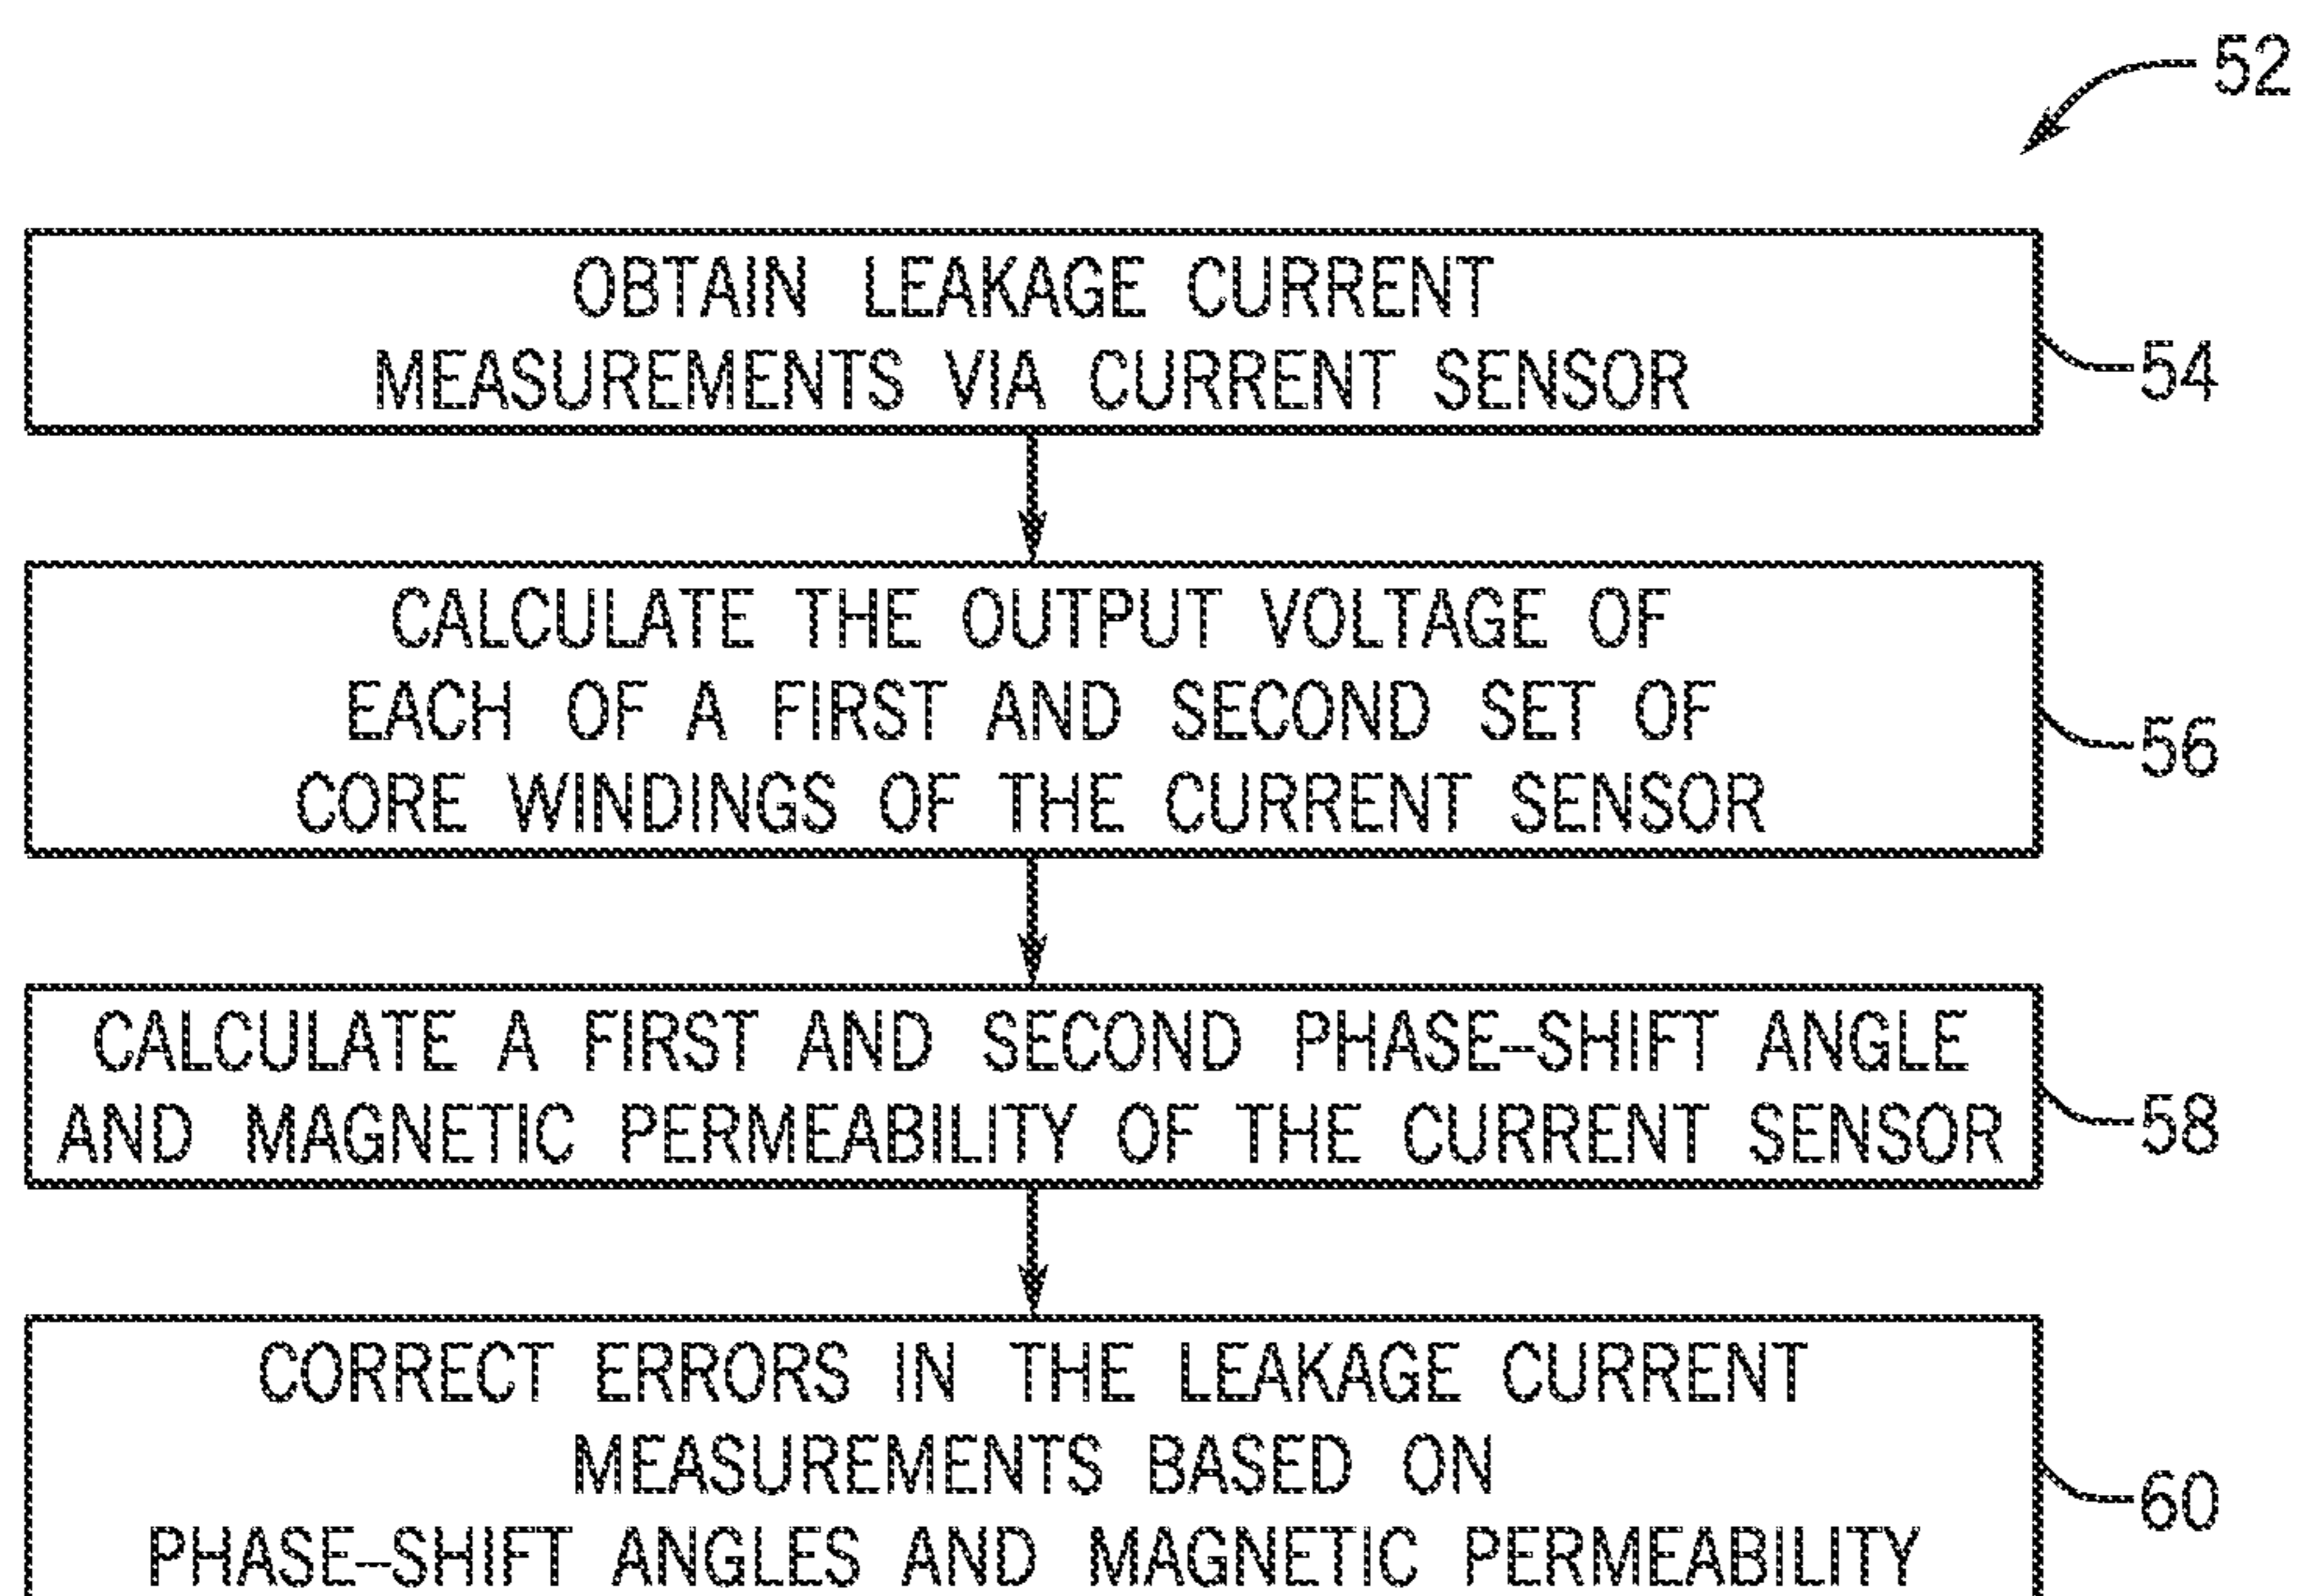 52
OBTAIN LEAKAGE CURRENT
MEASUREMENTS VIA CURRENT SENSOR
54
CALCULATE THE OUTPUT VOLTAGE OF
EACH OF A FIRST AND SECOND SET OF
CORE WINDINGS OF THE CURRENT SENSOR
56
CALCULATE A FIRST AND SECOND PHASE–SHIFT ANGLE
AND MAGNETIC PERMEABILITY OF THE CURRENT SENSOR
58
CORRECT ERRORS IN THE LEAKAGE CURRENT
MEASUREMENTS BASED ON
PHASE–SHIFT ANGLES AND MAGNETIC PERMEABILITY
60